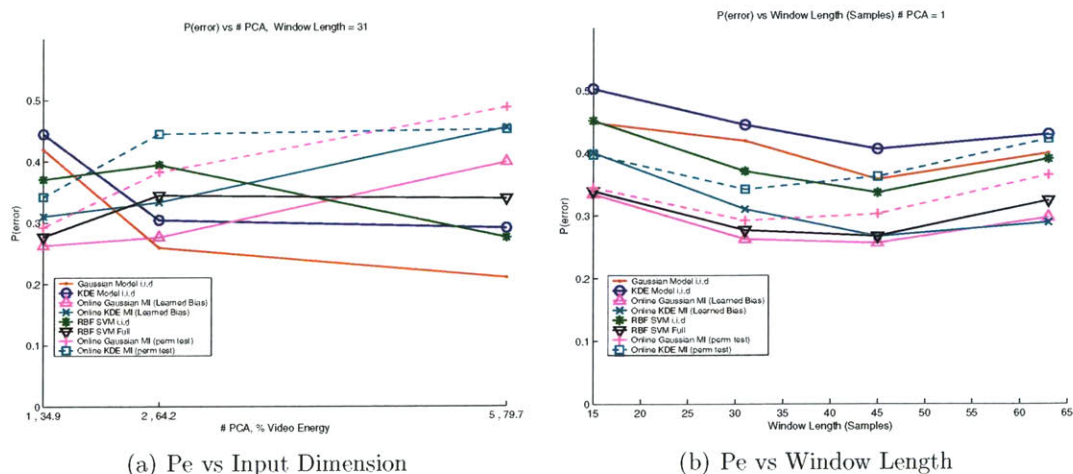 P(error) vs # PCA, Window Length = 31
P(error)
0.5
0.4
0.3
0.2
0.1
0
Gaussian Model i.i.d
KDE Model i.i.d
Online Gaussian MI (Learned Bias)
Online KDE MI (Learned Bias)
RBF SVM i.i.d
RBF SVM Full
Online Gaussian MI (perm test)
Online KDE MI (perm test)
1 , 34.9 2 , 64.2 5 , 79.7
# PCA, % Video Energy
(a) Pe vs Input Dimension
P(error) vs Window Length (Samples) # PCA = 1
P(error)
0.5
0.4
0.3
0.2
0.1
0
Gaussian Model i.i.d
KDE Model i.i.d
Online Gaussian MI (Learned Bias)
Online KDE MI (Learned Bias)
RBF SVM i.i.d
RBF SVM Full
Online Gaussian MI (perm test)
Online KDE MI (perm test)
15 20 25 30 35 40 45 50 55 60 65
Window Length (Samples)
(b) Pe vs Window Length